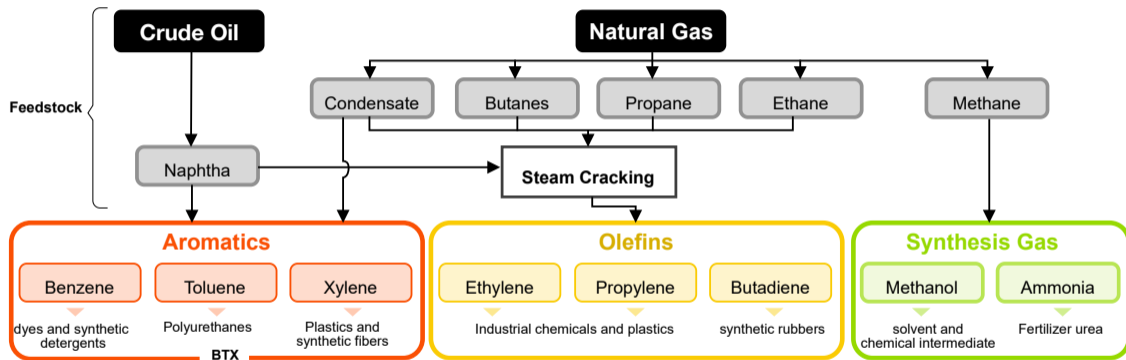 Crude Oil
Natural Gas
Feedstock
Condensate
Butanes
Propane
Ethane
Methane
Naphtha
Steam Cracking
Aromatics
Olefins
Synthesis Gas
Benzene
Toluene
Xylene
Ethylene
Propylene
Butadiene
Methanol
Ammonia
dyes and synthetic
detergents
Polyurethanes
Plastics and
synthetic fibers
Industrial chemicals and plastics
synthetic rubbers
solvent and
chemical intermediate
Fertilizer urea
BTX